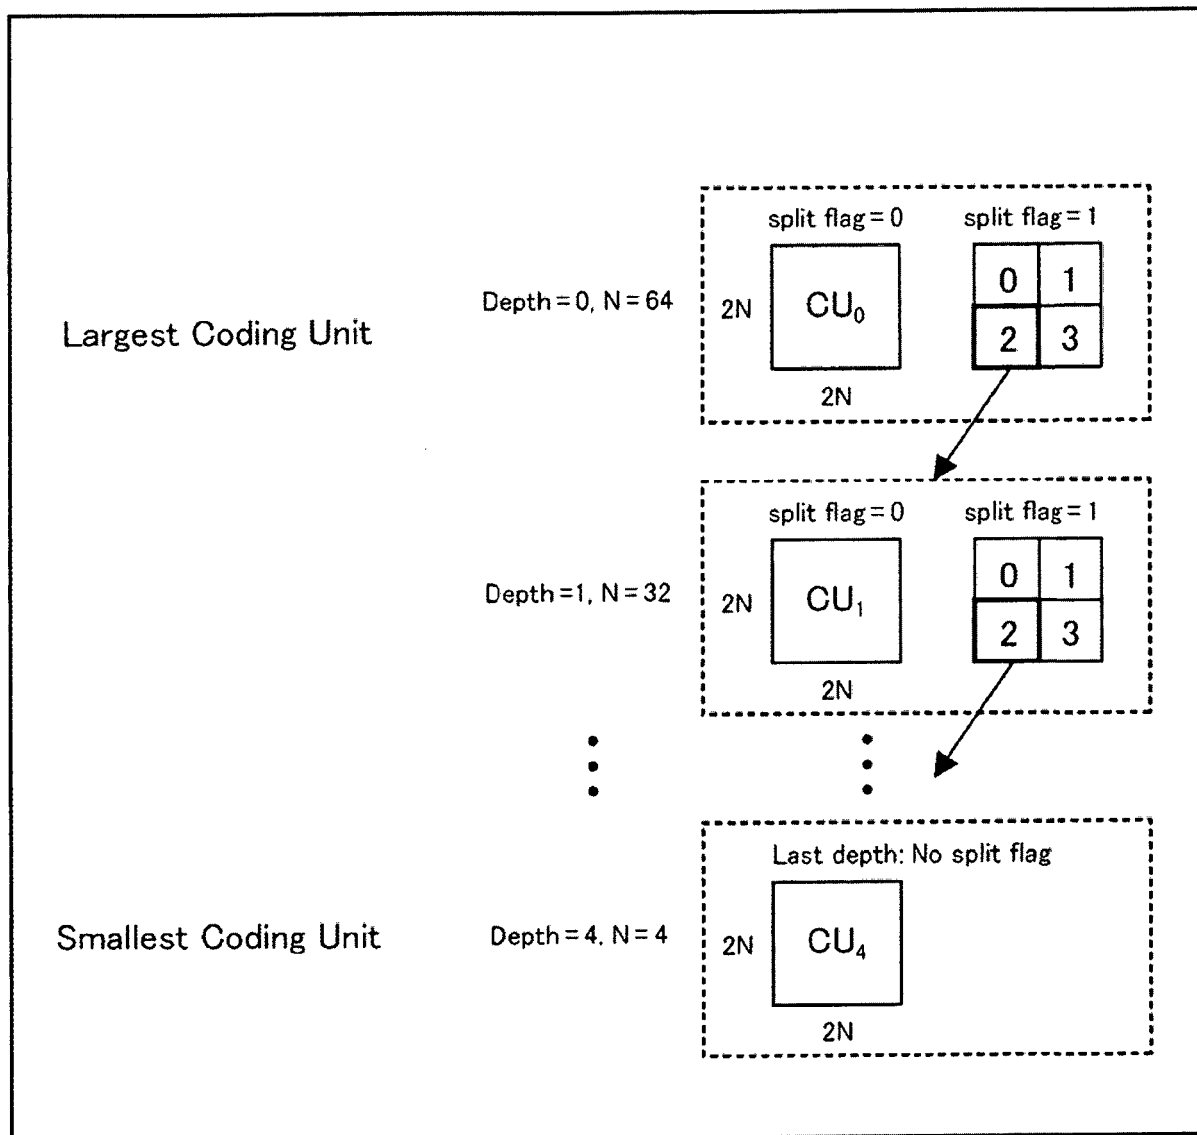 split flag = 0 split flag = 1
Largest Coding Unit
Depth = 0, N = 64
2N
CU₀
0 1
2 3
2N
split flag = 0 split flag = 1
Depth =1, N = 32
2N
CU₁
0 1
2 3
2N
Last depth: No split flag
Smallest Coding Unit
Depth = 4, N = 4
2N
CU₄
2N